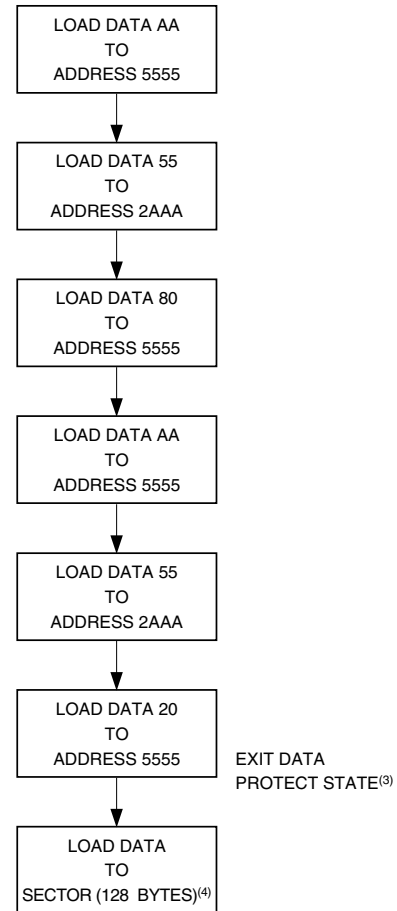 LOAD DATA AA
TO
ADDRESS 5555
LOAD DATA 55
TO
ADDRESS 2AAA
LOAD DATA 80
TO
ADDRESS 5555
LOAD DATA AA
TO
ADDRESS 5555
LOAD DATA 55
TO
ADDRESS 2AAA
LOAD DATA 20
TO
ADDRESS 5555
EXIT DATA
PROTECT STATE(3)
LOAD DATA
TO
SECTOR (128 BYTES)(4)